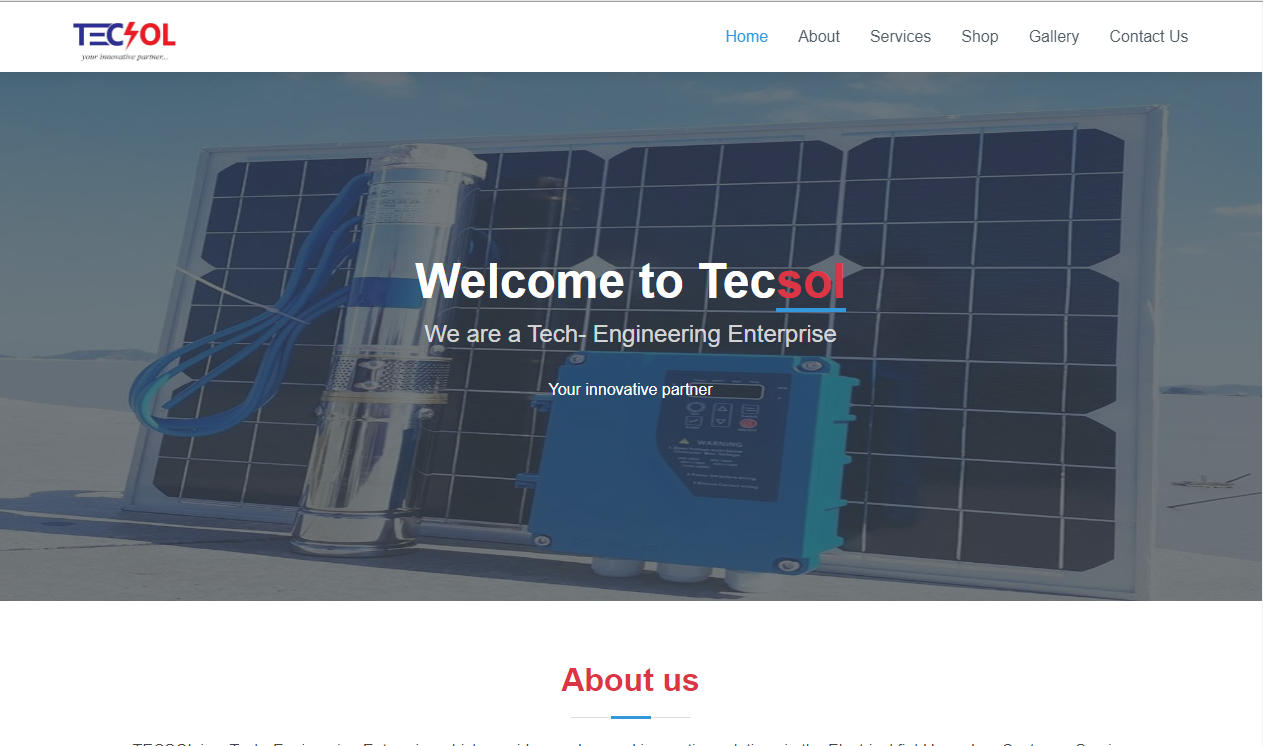 TECSOL
your innovative partner...
Home About Services Shop Gallery Contact Us
Welcome to Tecsol
We are a Tech- Engineering Enterprise
Your innovative partner
WARNING
About us